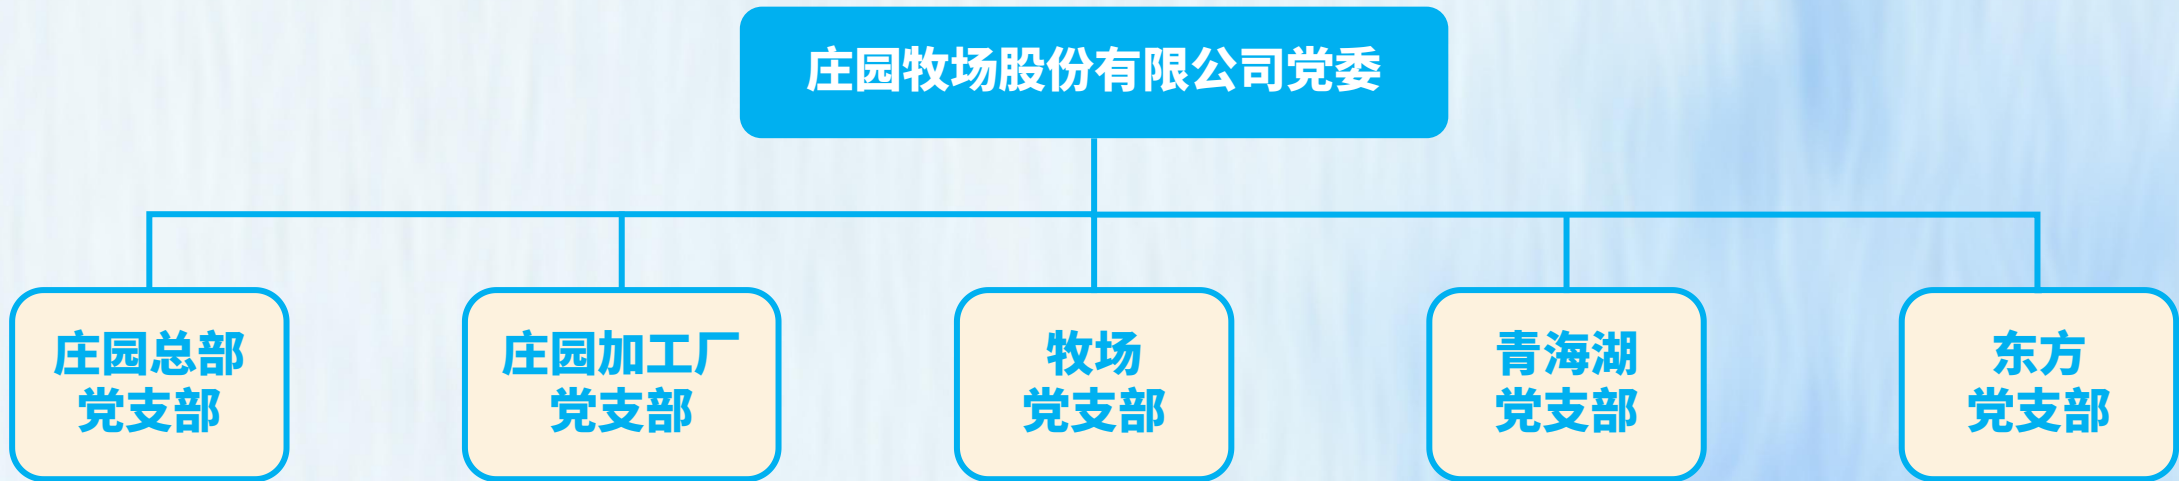 庄园牧场股份有限公司党委
庄园总部
党支部
庄园加工厂
党支部
牧场
党支部
青海湖
党支部
东方
党支部